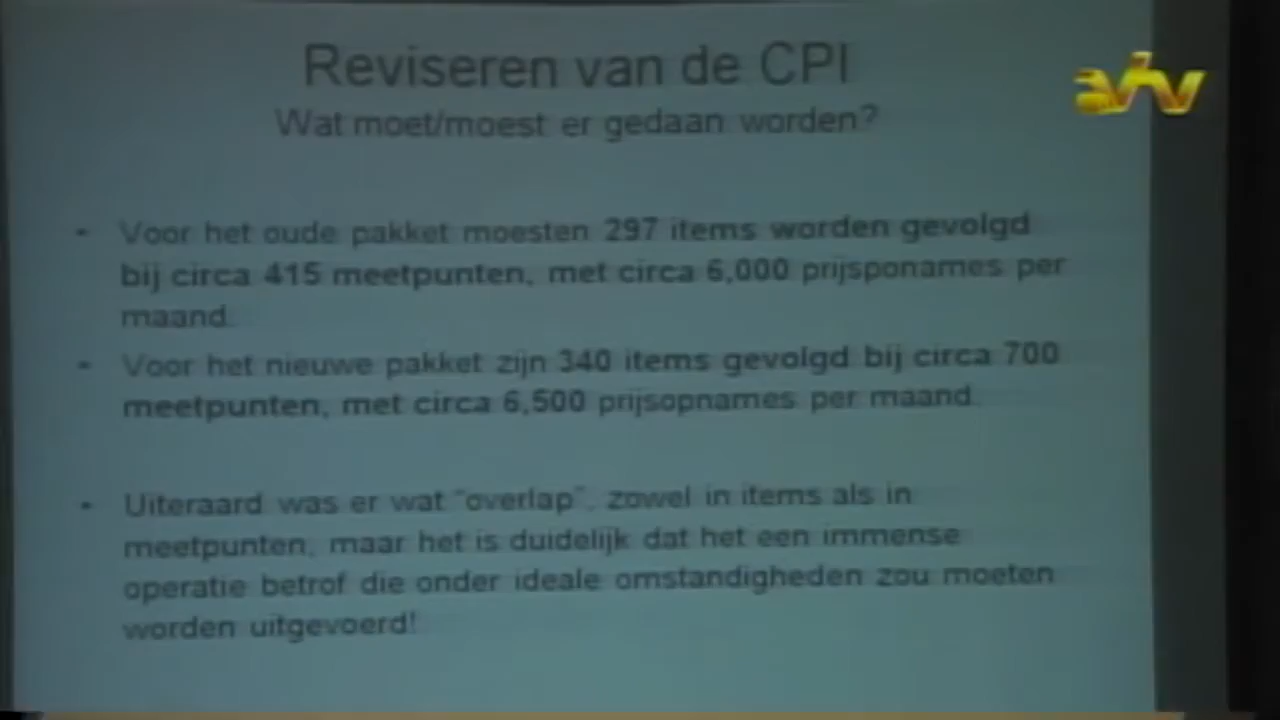 Reviseren van de CPI
atv
Wat moet/moest er gedaan worden?
- Voor het oude pakket moesten 297 items worden gevolgd
bij circa 415 meetpunten, met circa 6,000 prijsponames per
maand.
- Voor het nieuwe pakket zijn 340 items gevolgd bij circa 700
meetpunten, met circa 6,500 prijsopnames per maand.
- Uiteraard was er wat "overlap", zowel in items als in
meetpunten, maar het is duidelijk dat het een immense
operatie betrof die onder ideale omstandigheden zou moeten
worden uitgevoerd!